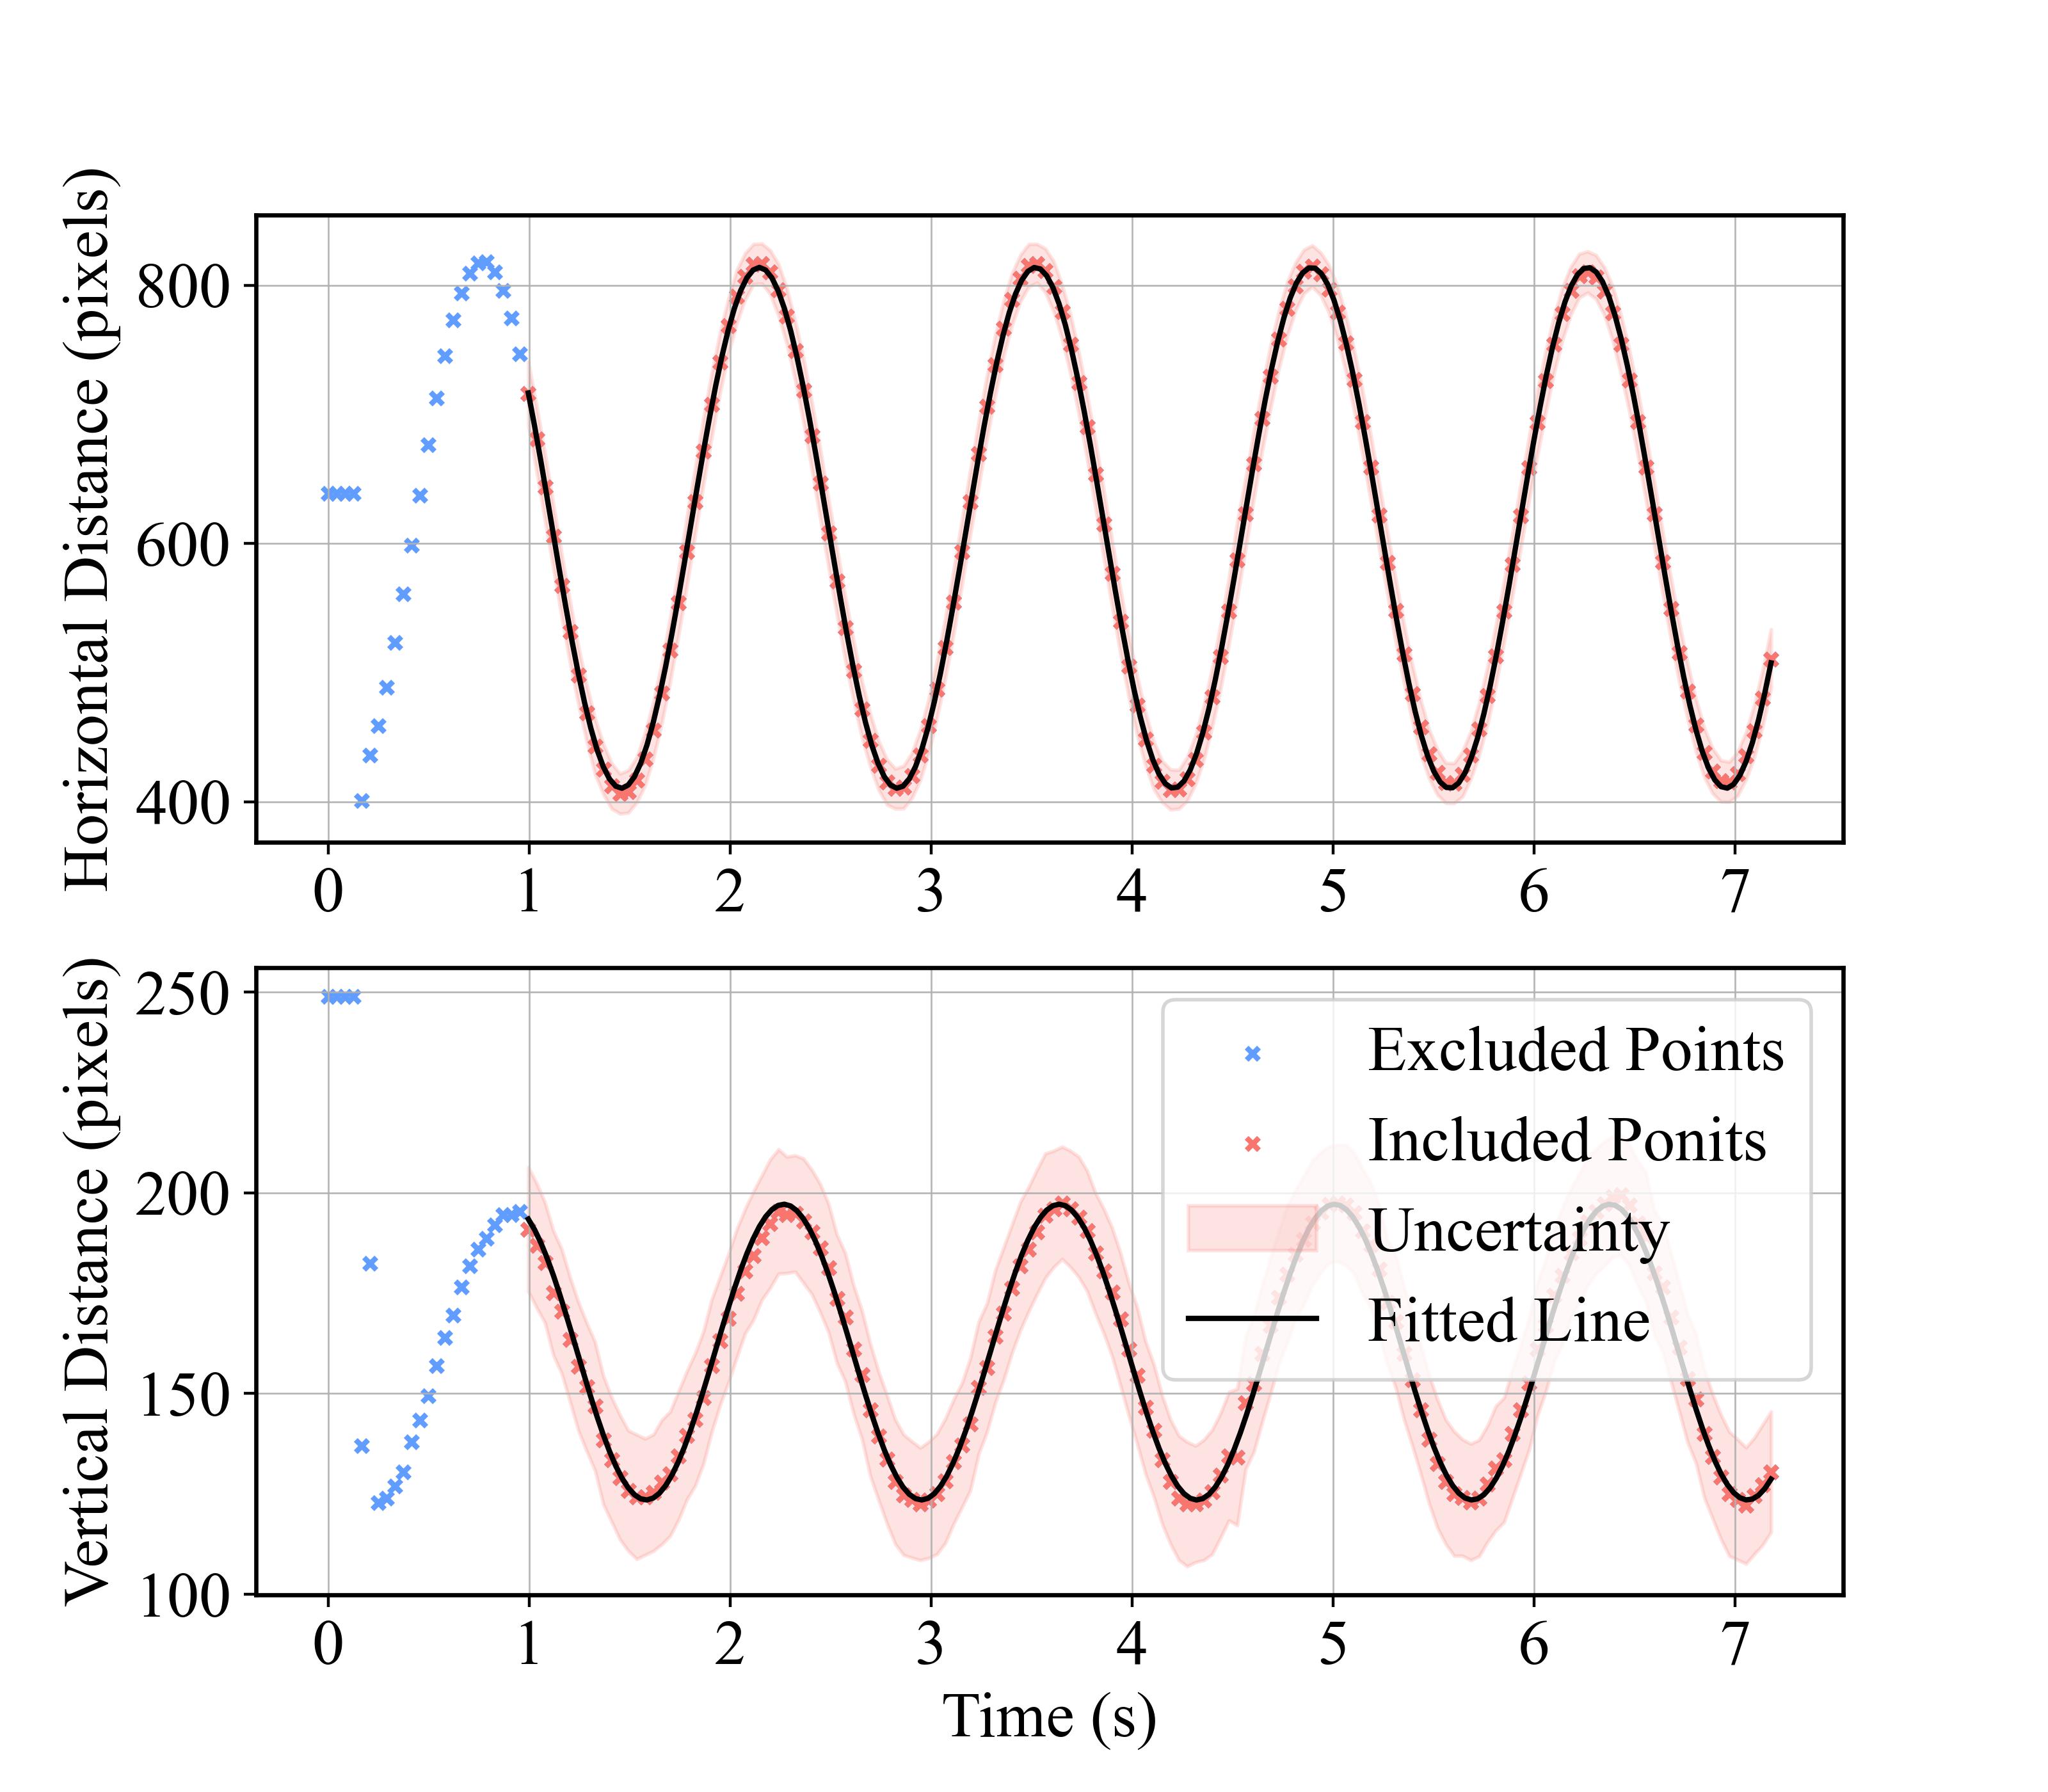 Horizontal Distance (pixels)
800
600
400
0 1 2 3 4 5 6 7
Vertical Distance (pixels)
250
200
150
100
Excluded Points
Included Ponits
Uncertainty
Fitted Line
0 1 2 3 4 5 6 7
Time (s)